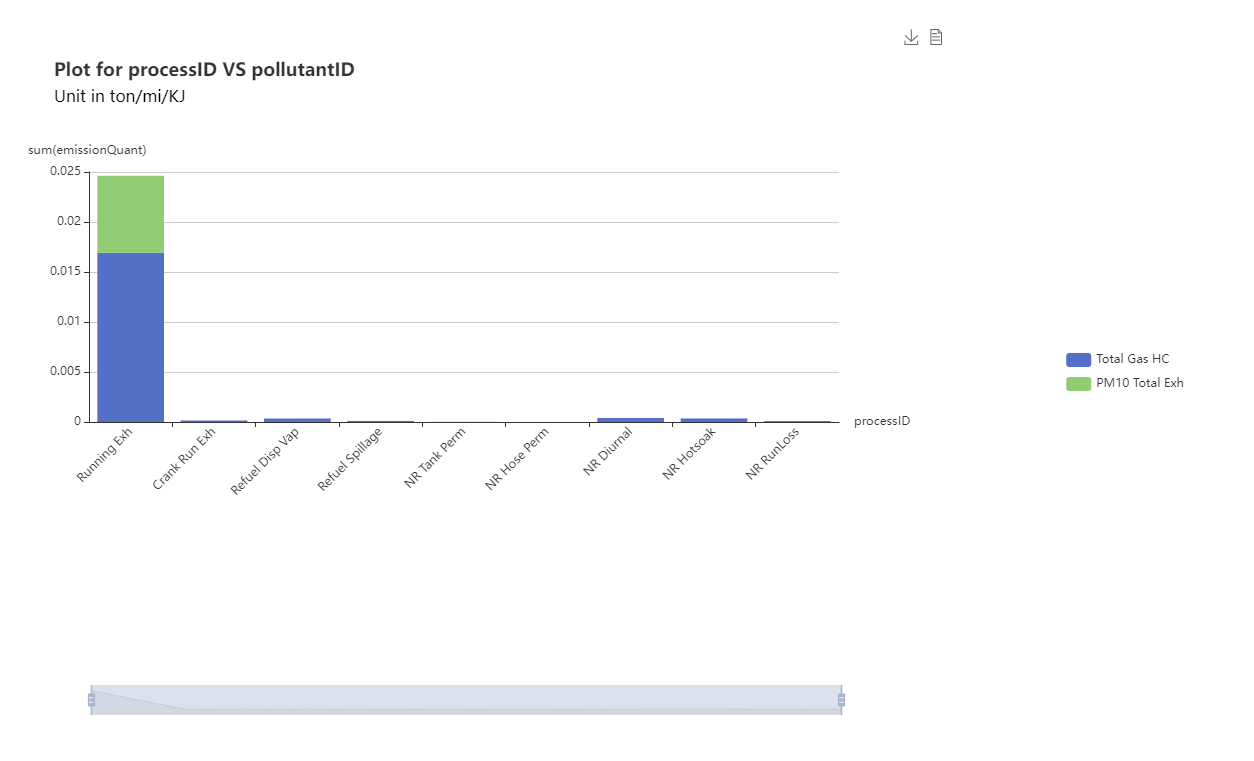 Plot for processID VS pollutantID
Unit in ton/mi/KJ
sum(emissionQuant)
0.025
0.02
0.015
0.01
0.005
0
processID
Running Exh
Crank Run Exh
Refuel Disp Vap
Refuel Spillage
NR Tank Perm
NR Hose Perm
NR Diurnal
NR Hotsoak
NR RunLoss
Total Gas HC
PM10 Total Exh